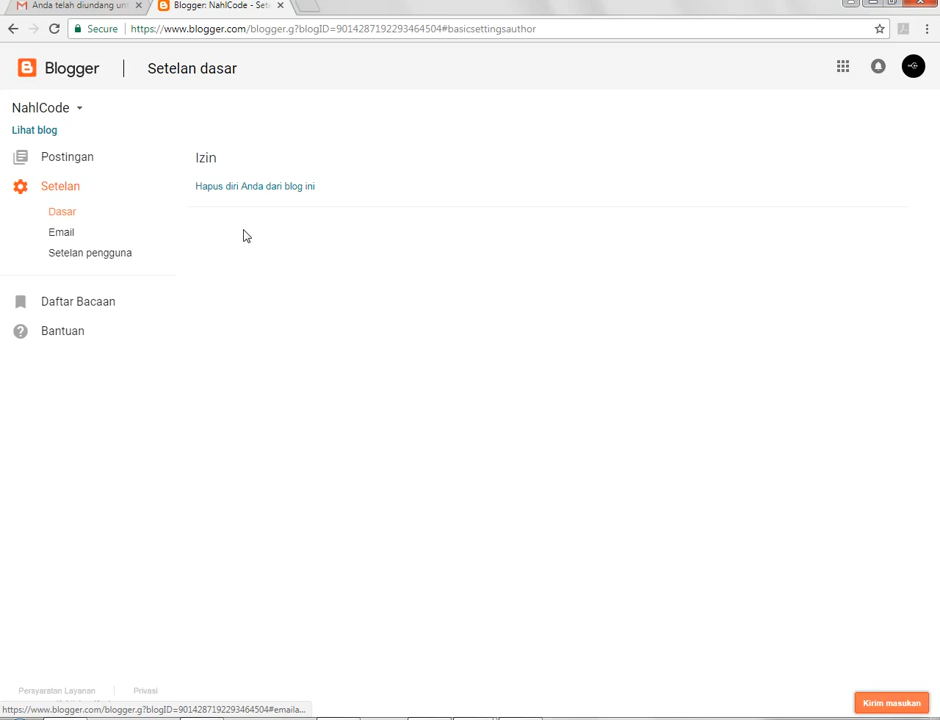 Anda telah diundang un
Blogger: NahlCode - Set
Secure
https://www.blogger.com/blogger.g?blogID=9014287192293464504#basicsettingsauthor
Blogger
Setelan dasar
NahlCode
Lihat blog
Postingan
Izin
Hapus diri Anda dari blog ini
Setelan
Dasar
Email
Setelan pengguna
Daftar Bacaan
Bantuan
Persyaratan Layanan
Privasi
https://www.blogger.com/blogger.g?blogID=9014287192293464504#emaila...
Kirim masukan